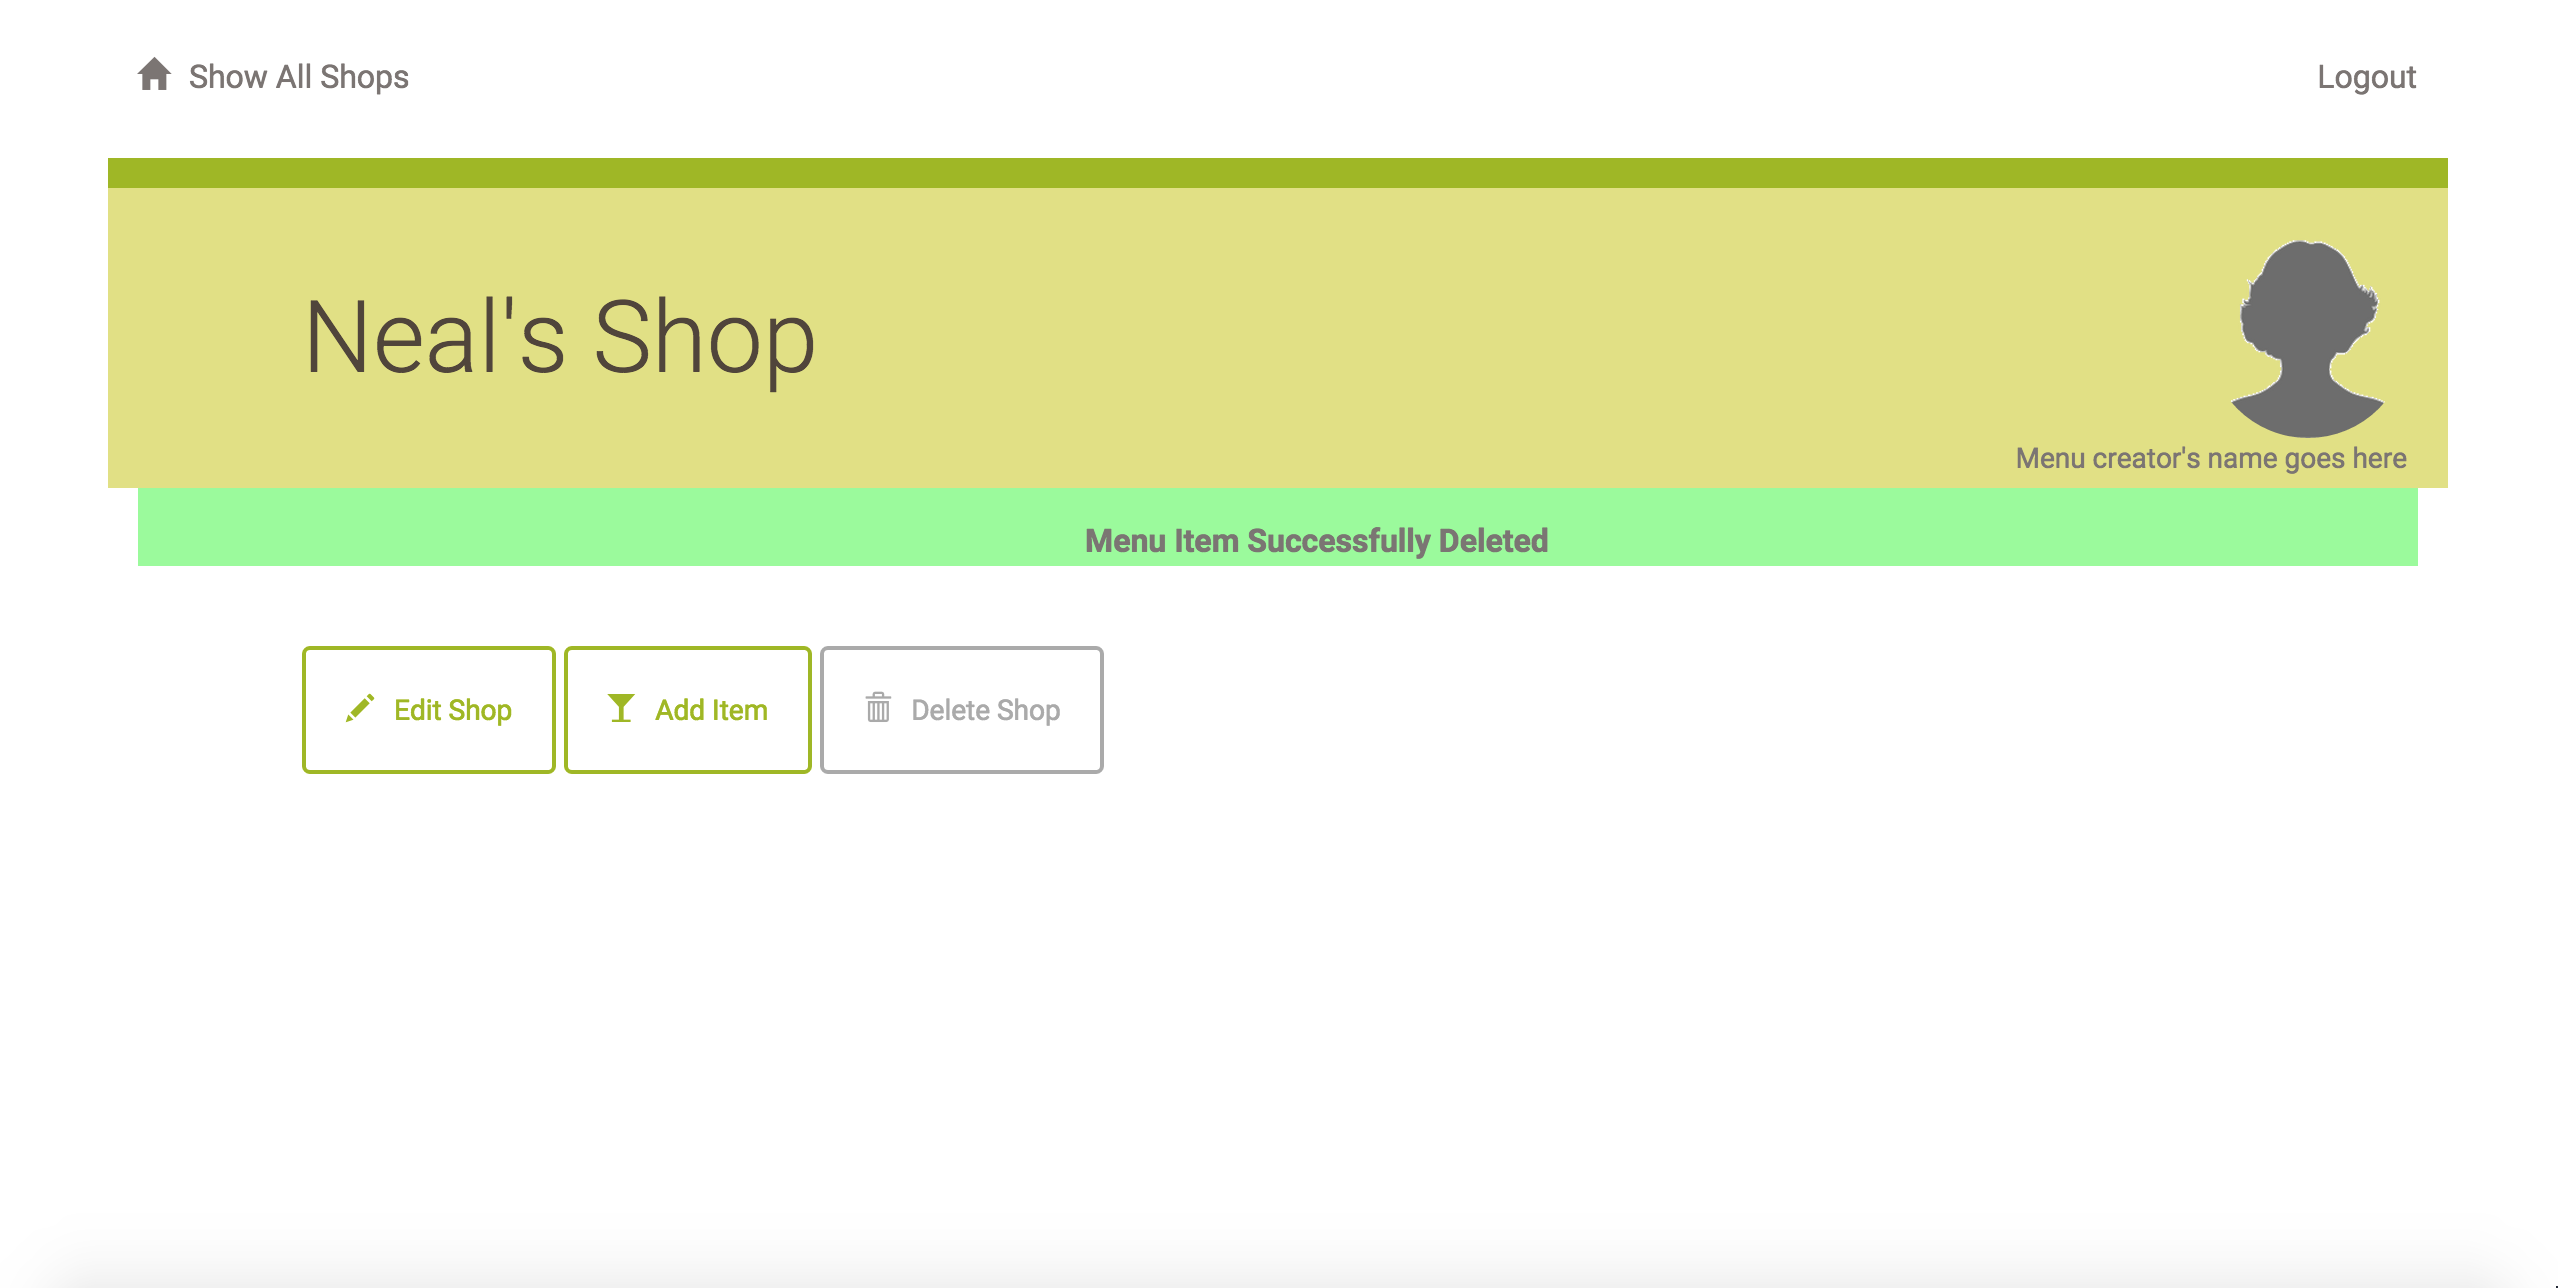 Show All Shops
Logout
Neal's Shop
Menu creator's name goes here
Menu Item Successfully Deleted
Edit Shop
Add Item
Delete Shop